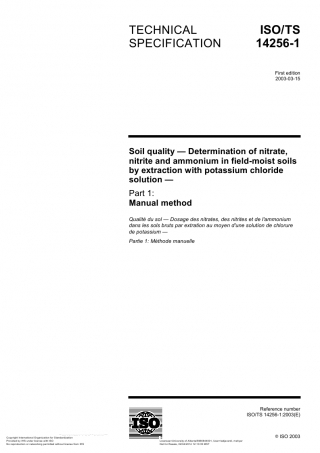 TECHNICAL
SPECIFICATION
ISO/TS
14256-1
First edition
2003-03-15
Soil quality — Determination of nitrate,
nitrite and ammonium in field-moist soils
by extraction with potassium chloride
solution —
Part 1:
Manual method
Qualité du sol — Dosage des nitrates, des nitrites et de l'ammonium
dans les sols bruts par extration au moyen d'une solution de chlorure
de potassium —
Partie 1: Méthode manuelle
ISO
Reference number
ISO/TS 14256-1:2003(E)
© ISO 2003